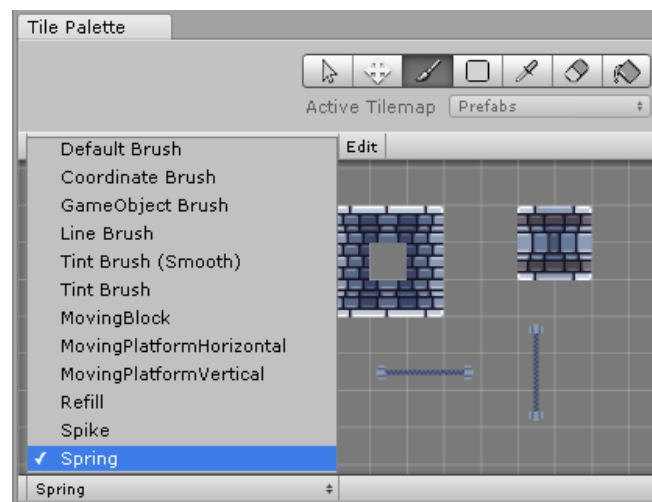 Tile Palette
Active Tilemap Prefabs
Edit
Default Brush
Coordinate Brush
GameObject Brush
Line Brush
Tint Brush (Smooth)
Tint Brush
MovingBlock
MovingPlatformHorizontal
MovingPlatformVertical
Refill
Spike
✓ Spring
Spring